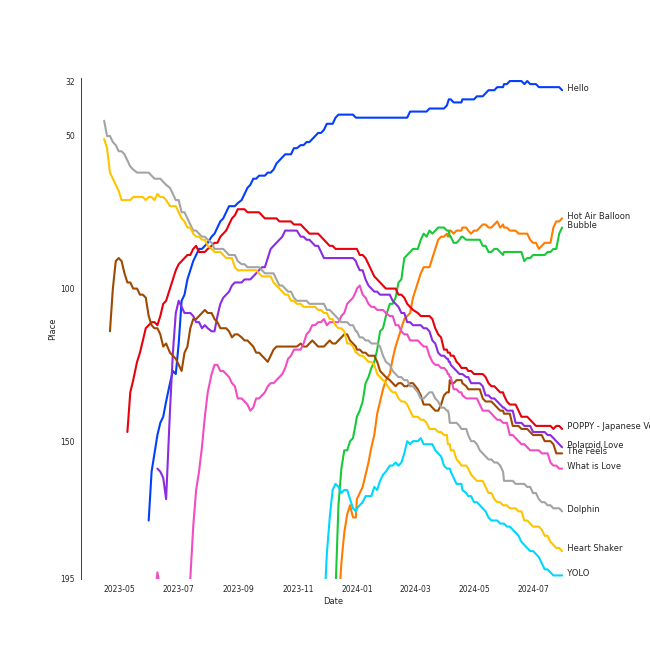 32
50
100
150
195
Place
2023-05
2023-07
2023-09
2023-11
2024-01
2024-03
2024-05
2024-07
Date
Hello
Hot Air Balloon
Bubble
POPPY - Japanese Ve
Polaroid Love
The Feels
What is Love
Dolphin
Heart Shaker
YOLO